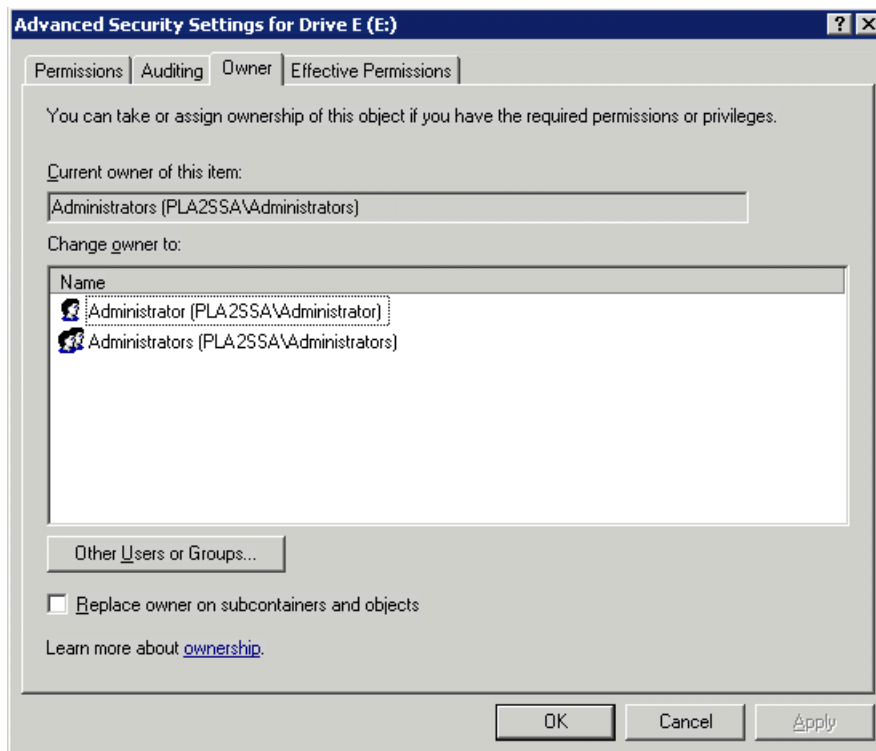 Advanced Security Settings for Drive E (E:)
Permissions Auditing Owner Effective Permissions
You can take or assign ownership of this object if you have the required permissions or privileges.
Current owner of this item:
Administrators (PLA2SSA\Administrators)
Change owner to:
Name
Administrator (PLA2SSA\Administrator)
Administrators (PLA2SSA\Administrators)
Other Users or Groups...
Replace owner on subcontainers and objects
Learn more about ownership.
OK Cancel Apply